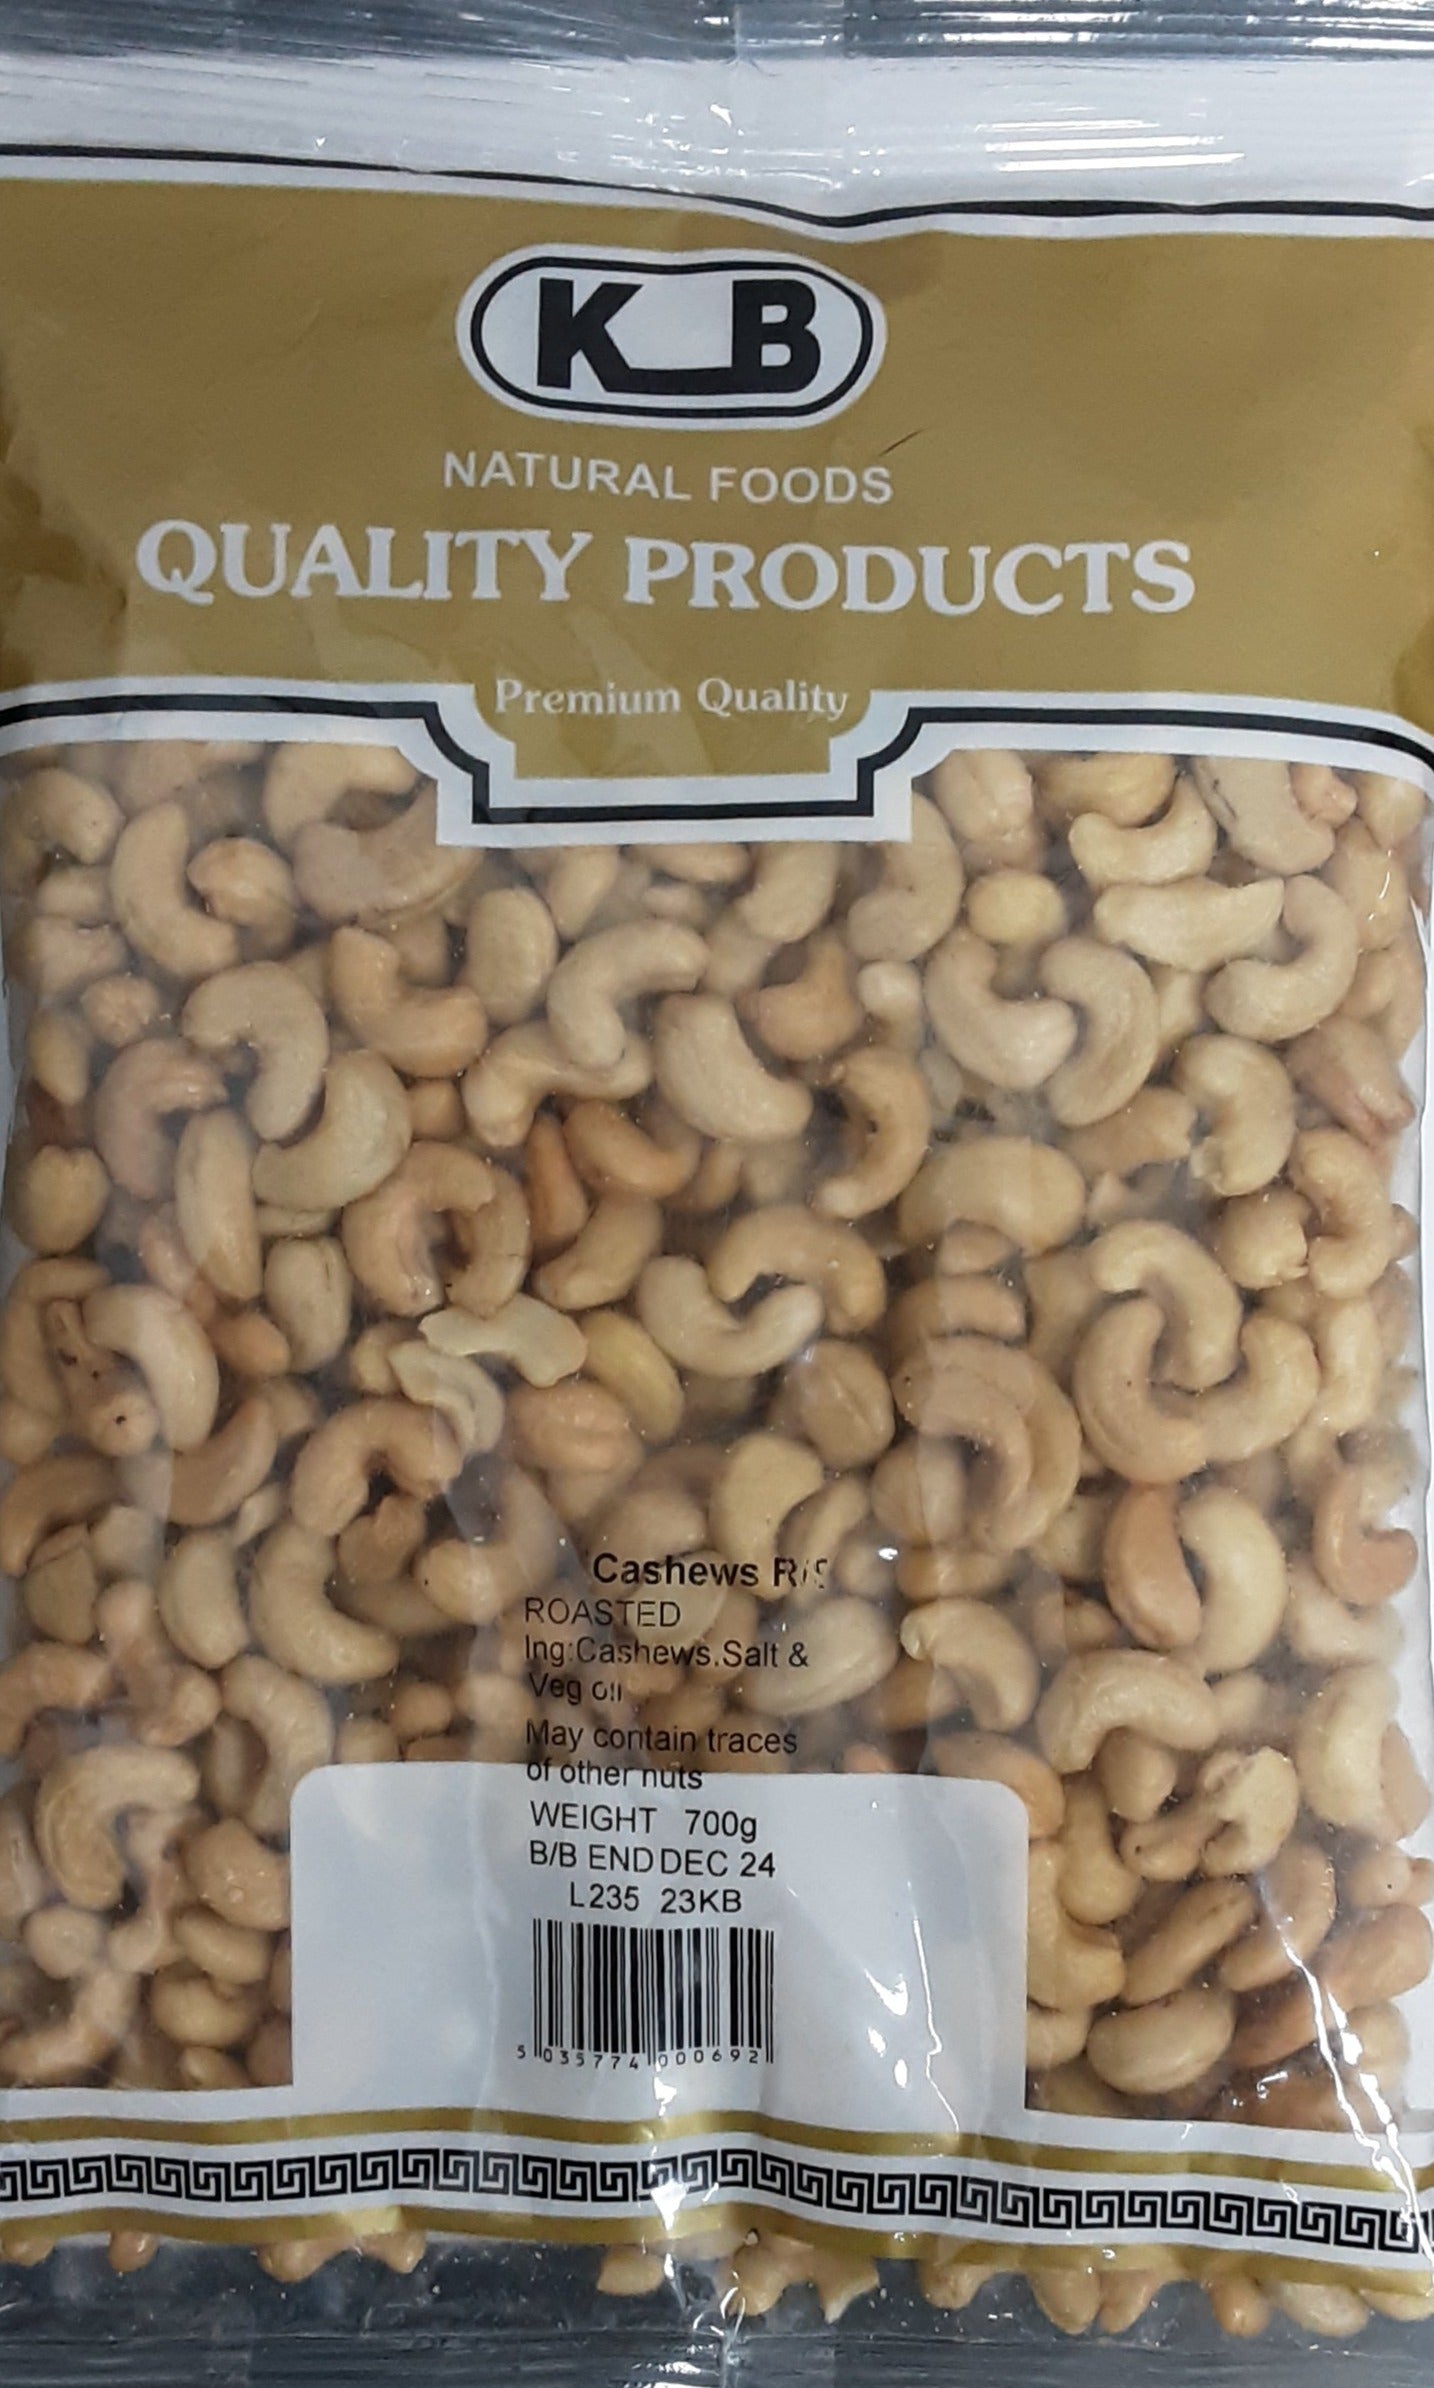 KB
NATURAL FOODS
QUALITY PRODUCTS
Premium Quality
Cashews R/S
ROASTED
Ing:Cashews.Salt &
Veg oil
May contain traces
of other nuts
WEIGHT 700g
B/B END DEC 24
L235 23KB
5 035774 000692